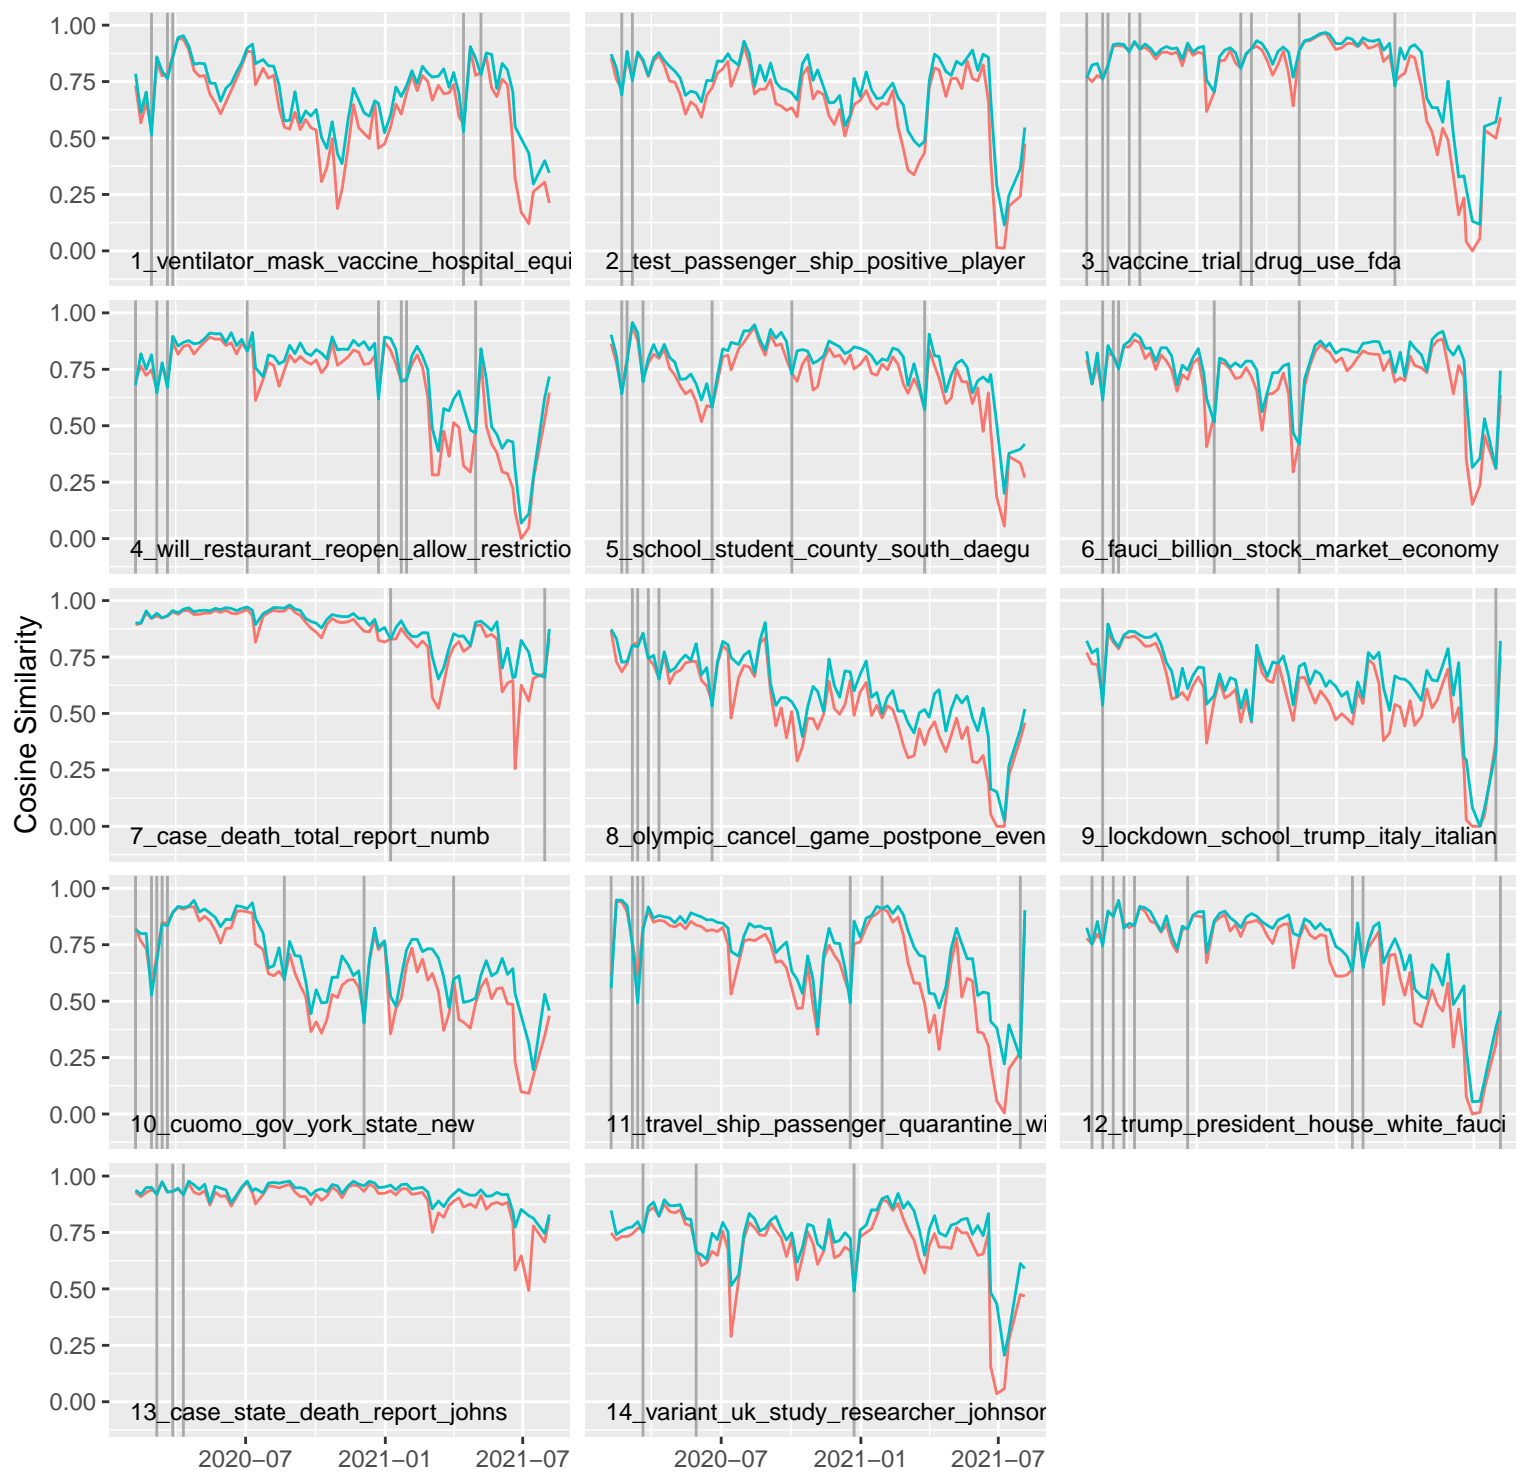 Cosine Similarity
1.00
0.75
0.50
0.25
0.00
1_ventilator_mask_vaccine_hospital_equi
2_test_passenger_ship_positive_player
3_vaccine_trial_drug_use_fda
1.00
0.75
0.50
0.25
0.00
4_will_restaurant_reopen_allow_restrictio
5_school_student_county_south_daegu
6_fauci_billion_stock_market_economy
1.00
0.75
0.50
0.25
0.00
7_case_death_total_report_numb
8_olympic_cancel_game_postpone_even
9_lockdown_school_trump_italy_italian
1.00
0.75
0.50
0.25
0.00
10_cuomo_gov_york_state_new
11_travel_ship_passenger_quarantine_wi
12_trump_president_house_white_fauci
1.00
0.75
0.50
0.25
0.00
13_case_state_death_report_johns
14_variant_uk_study_researcher_johnson
2020−07 2021−01 2021−07
2020−07 2021−01 2021−07